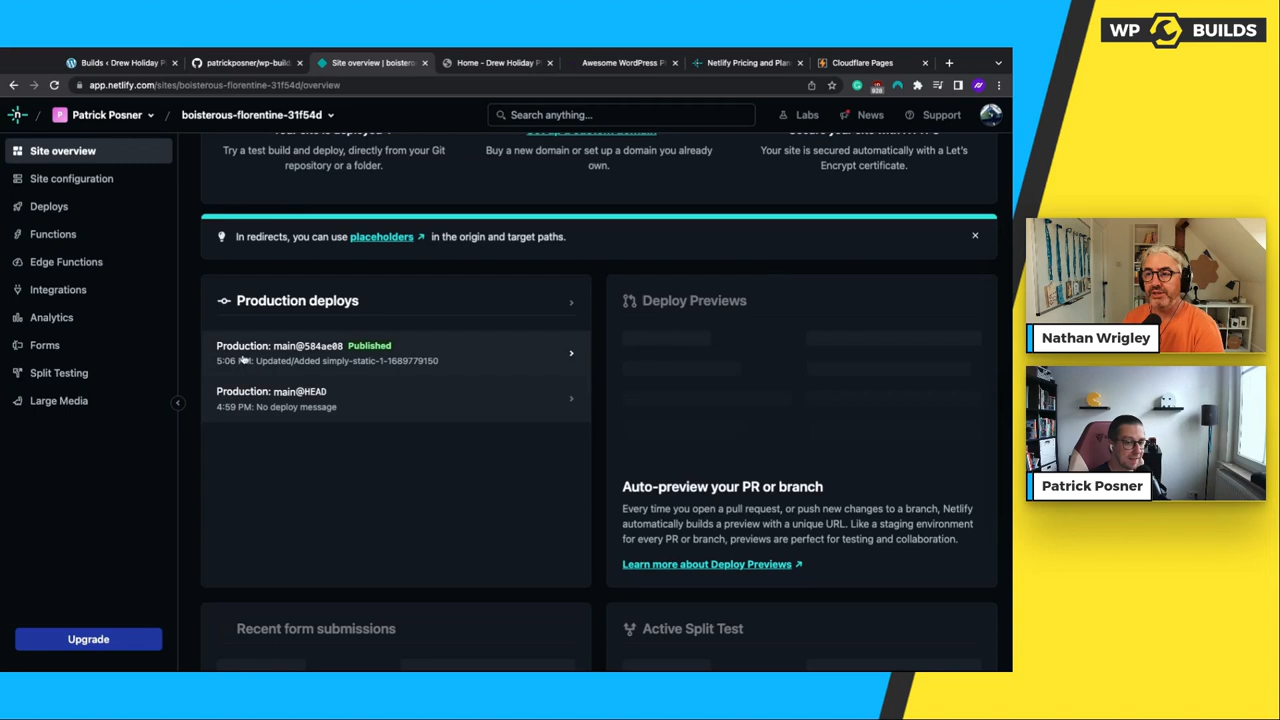 WP BUILDS
Builds ‹ Drew Holiday P
patrickposner/wp-build
Site overview | boistero
Home - Drew Holiday P
Awesome WordPress P
Netlify Pricing and Plan
Cloudflare Pages
app.netlify.com/sites/boisterous-florentine-31f54d/overview
928
P Patrick Posner / boisterous-florentine-31f54d
Search anything...
Labs
News
Support
Site overview
Site configuration
Deploys
Functions
Edge Functions
Integrations
Analytics
Forms
Split Testing
Large Media
Upgrade
Try a test build and deploy, directly from your Git
repository or a folder.
Buy a new domain or set up a domain you already
own.
Your site is secured automatically with a Let's
Encrypt certificate.
In redirects, you can use placeholders in the origin and target paths.
Production deploys
Production: main@584ae08 Published
5:06 PM: Updated/Added simply-static-1-1689779150
Production: main@HEAD
4:59 PM: No deploy message
Deploy Previews
Auto-preview your PR or branch
Every time you open a pull request, or push new changes to a branch, Netlify
automatically builds a preview with a unique URL. Like a staging environment
for every PR or branch, previews are perfect for testing and collaboration.
Learn more about Deploy Previews
Recent form submissions
Active Split Test
Nathan Wrigley
Patrick Posner